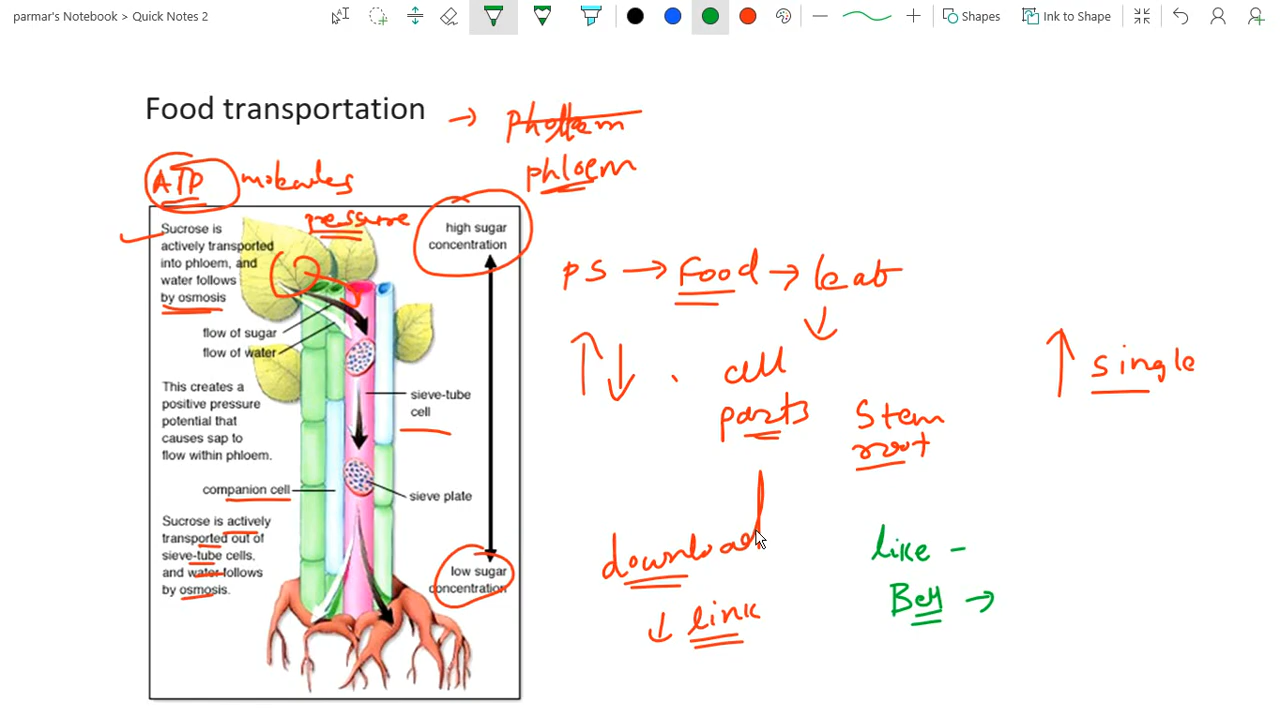 parmar's Notebook > Quick Notes 2
Shapes
Ink to Shape
Food transportation
→
phloem
ATP molecules
pressure
Sucrose is
actively transported
into phloem, and
water follows
by osmosis
high sugar
concentration
flow of sugar
flow of water
This creates a
positive pressure
potential that
causes sap to
flow within phloem.
sieve-tube
cell
companion cell
sieve plate
Sucrose is actively
transported out of
sieve-tube cells,
and water follows
by osmosis.
low sugar
concentration
PS → Food → leaf
↓
↑↓ . all
parts
Stem
root
↑ single
download
↓ link
like -
Bell →